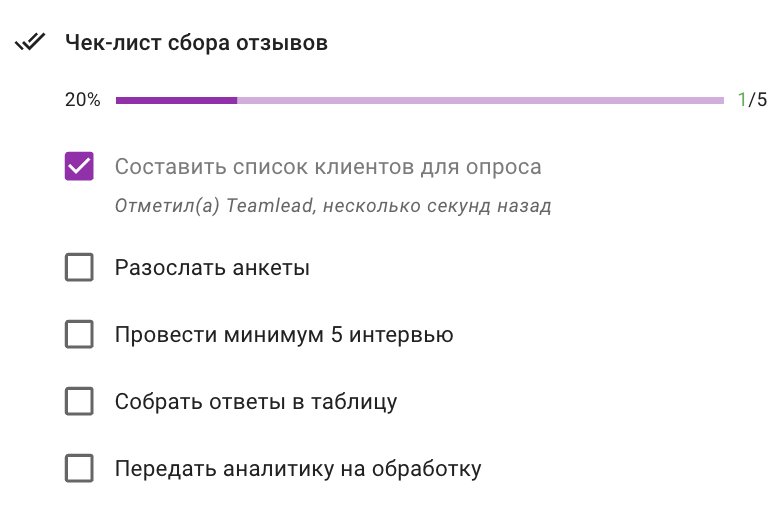 Чек-лист сбора отзывов
20% 1/5
Составить список клиентов для опроса
Отметил(а) Teamlead, несколько секунд назад
Разослать анкеты
Провести минимум 5 интервью
Собрать ответы в таблицу
Передать аналитику на обработку